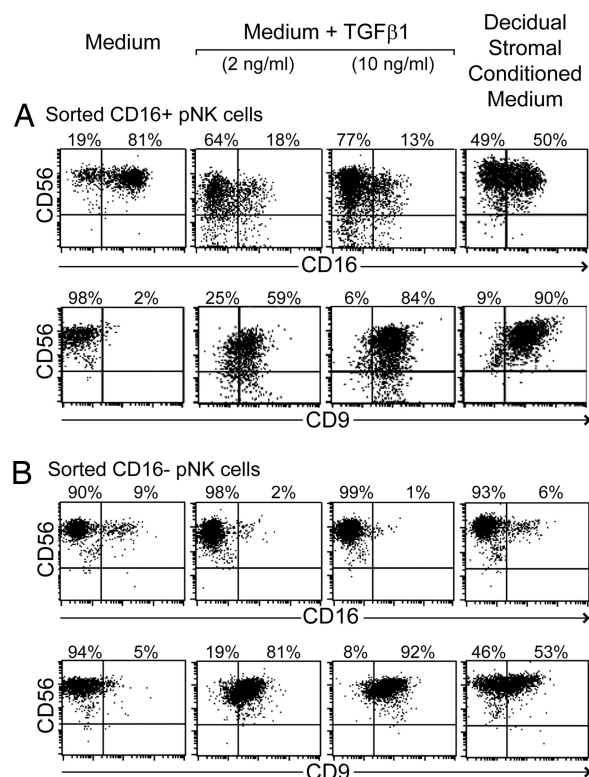 Medium
Medium + TGFβ1
(2 ng/ml) (10 ng/ml)
Decidual
Stromal
Conditioned
Medium
A Sorted CD16+ pNK cells
19% 81% 64% 18% 77% 13% 49% 50%
CD56
CD16
98% 2% 25% 59% 6% 84% 9% 90%
CD56
CD9
B Sorted CD16- pNK cells
90% 9% 98% 2% 99% 1% 93% 6%
CD56
CD16
94% 5% 19% 81% 8% 92% 46% 53%
CD56
CD9